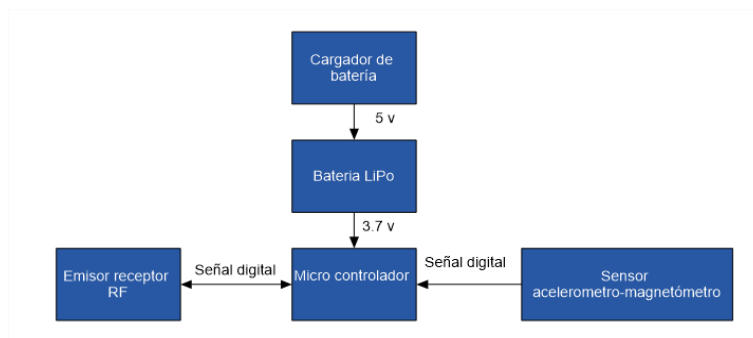 Cargador de
batería
5 v
Bateria LiPo
3.7 v
Emisor receptor
RF
Señal digital
Micro controlador
Señal digital
Sensor
acelerometro-magnetómetro